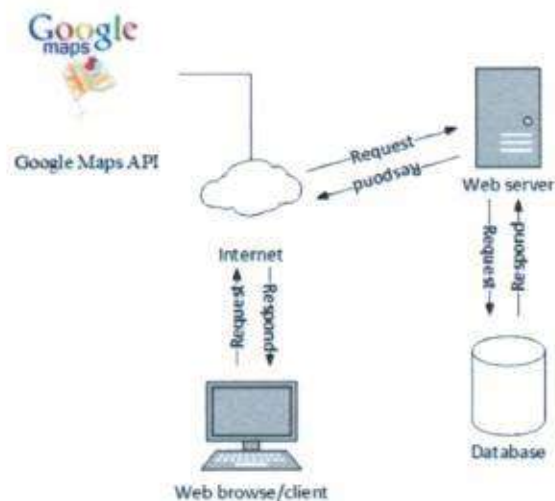 Google
maps
Google Maps API
Request
Respond
Web server
Internet
Request
Respond
Request
Respond
Web browse/client
Database